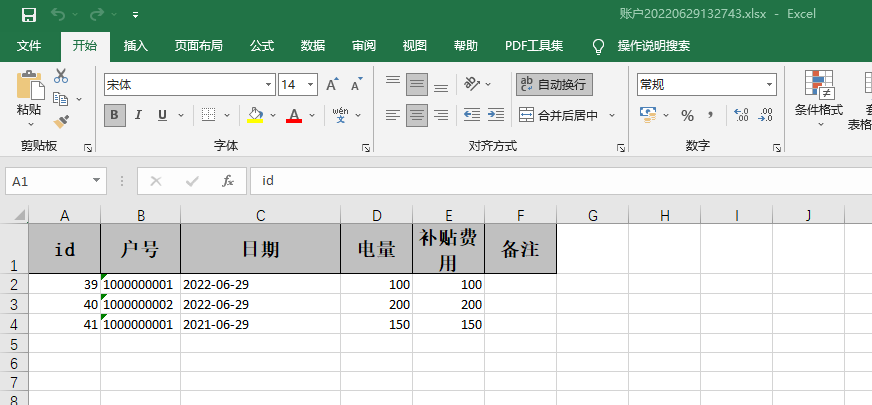 账户20220629132743.xlsx - Excel
文件 开始 插入 页面布局 公式 数据 审阅 视图 帮助 PDF工具集 操作说明搜索
宋体 14 A A 自动换行 常规
粘贴 B I U A wén 文 合并后居中 % , 条件格式
剪贴板 字体 对齐方式 数字
A1 fx id
A B C D E F G H I J
1 id 户号 日期 电量 补贴费用 备注
2 39 1000000001 2022-06-29 100 100
3 40 1000000002 2022-06-29 200 200
4 41 1000000001 2021-06-29 150 150
5
6
7
8